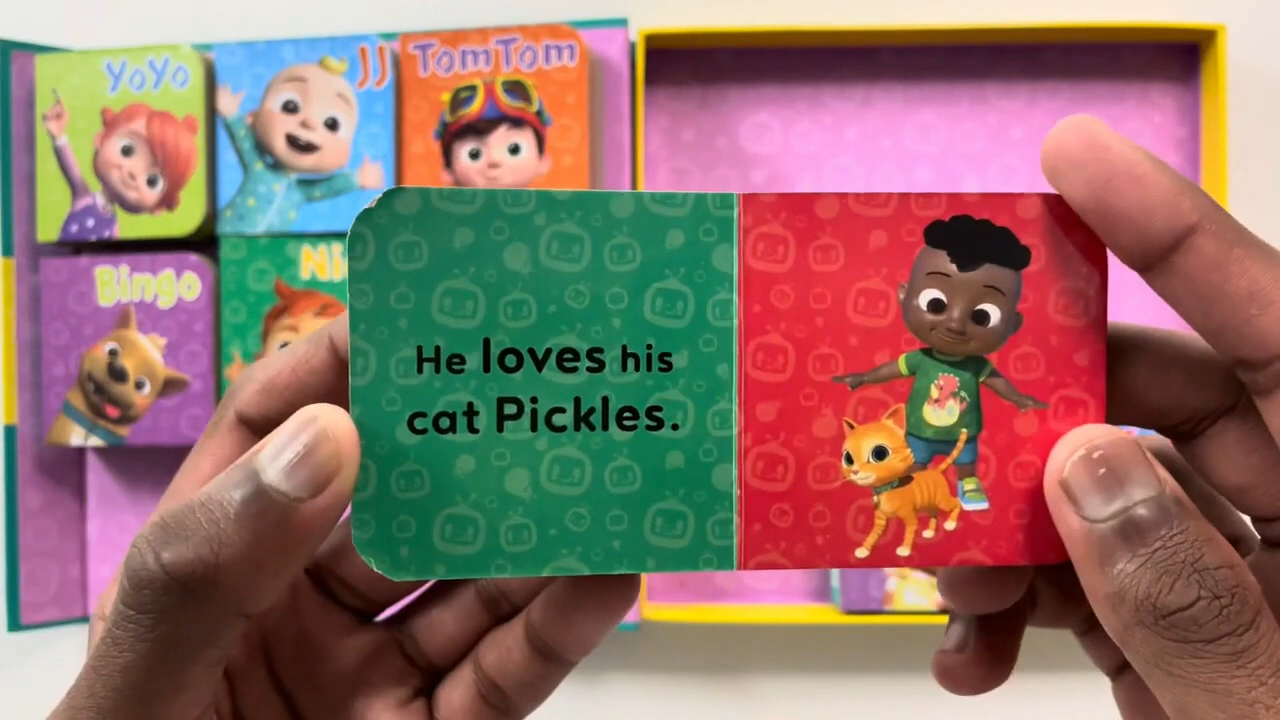 YoYo
JJ
TomTom
Bingo
He loves his
cat Pickles.